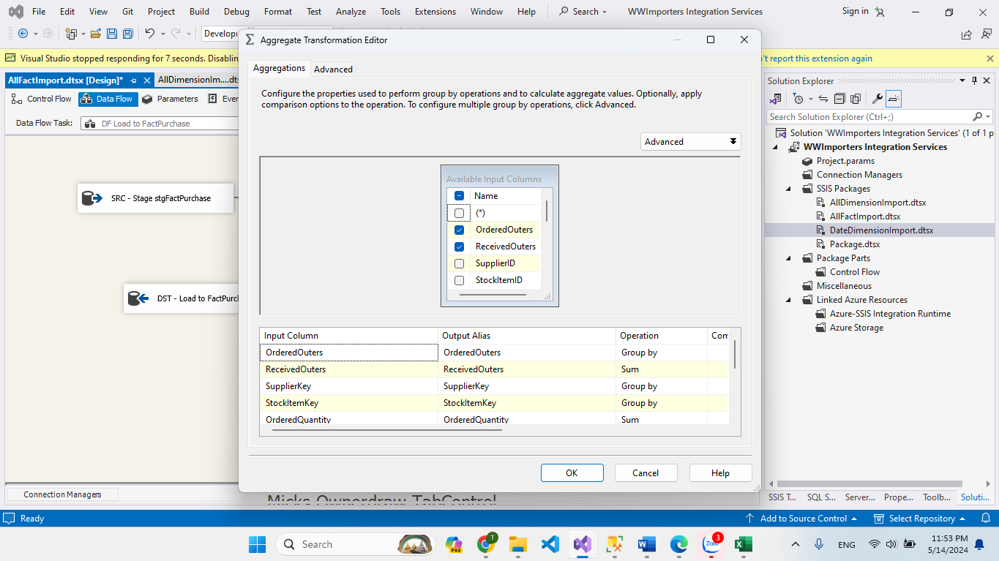 File Edit View Git Project Build Debug Format Test Analyze Tools Extensions Window Help Search WWImporters Integration Services Sign in
Visual Studio stopped responding for 7 seconds. Disablin
't report this extension again
Aggregate Transformation Editor
Aggregations Advanced
Configure the properties used to perform group by operations and to calculate aggregate values. Optionally, apply
comparison options to the operation. To configure multiple group by operations, click Advanced.
Advanced
Available Input Columns
Name
(*)
OrderedOuters
ReceivedOuters
SupplierID
StockItemID
Input Column Output Alias Operation Com
OrderedOuters OrderedOuters Group by
ReceivedOuters ReceivedOuters Sum
SupplierKey SupplierKey Group by
StockItemKey StockItemKey Group by
OrderedQuantity OrderedQuantity Sum
OK Cancel Help
Develop
AllFactImport.dtsx [Design]* AllDimensionIm....dts
Control Flow Data Flow Parameters Even
Data Flow Task: DF Load to FactPurchase
SRC - Stage stgFactPurchase
DST - Load to FactPurch
Connection Managers
Micks Ownerdraw TabControl
Solution Explorer
Search Solution Explorer (Ctrl+;)
Solution 'WWImporters Integration Services' (1 of 1 p
WWImporters Integration Services
Project.params
Connection Managers
SSIS Packages
AllDimensionImport.dtsx
AllFactImport.dtsx
DateDimensionImport.dtsx
Package.dtsx
Package Parts
Control Flow
Miscellaneous
Linked Azure Resources
Azure-SSIS Integration Runtime
Azure Storage
SSIS T... SQL S... Server... Prope... Toolb... Soluti...
Ready Add to Source Control Select Repository
Search PRE T Zalo 3 ENG 11:53 PM
5/14/2024